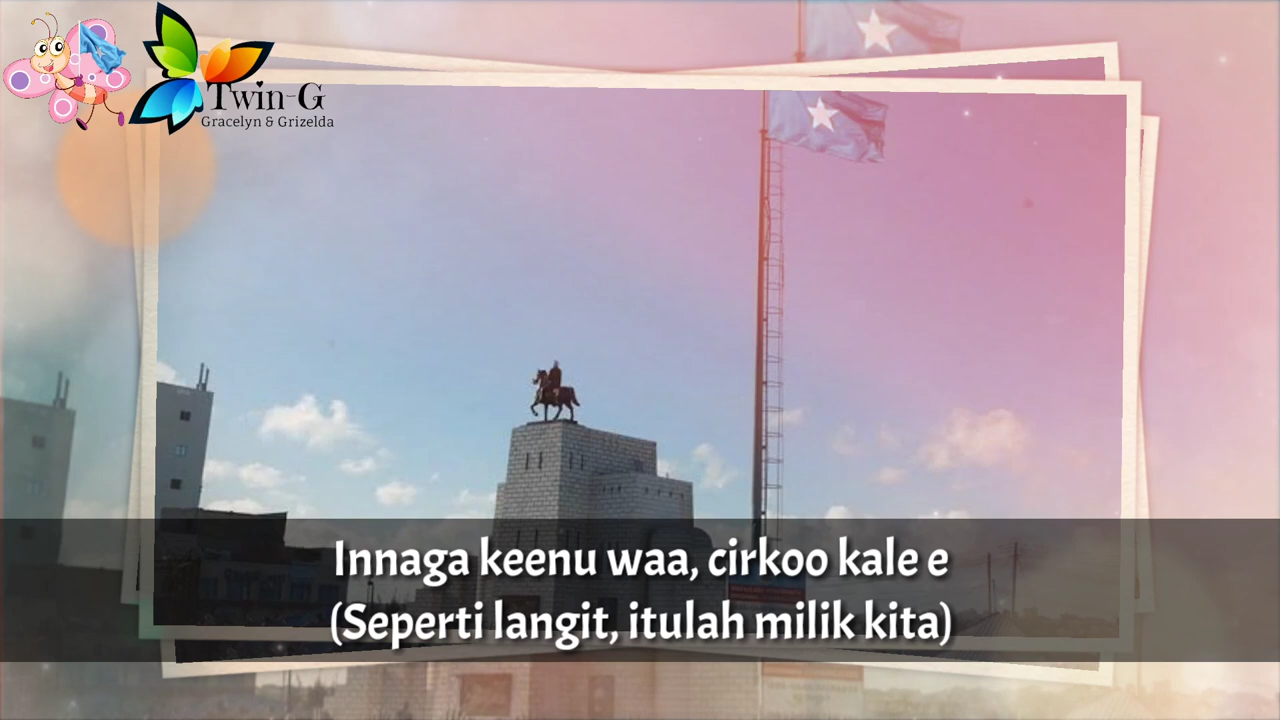 Twin-G
Gracelyn & Grizelda
Innaga keenu waa, cirkoo kale e
(Seperti langit, itulah milik kita)